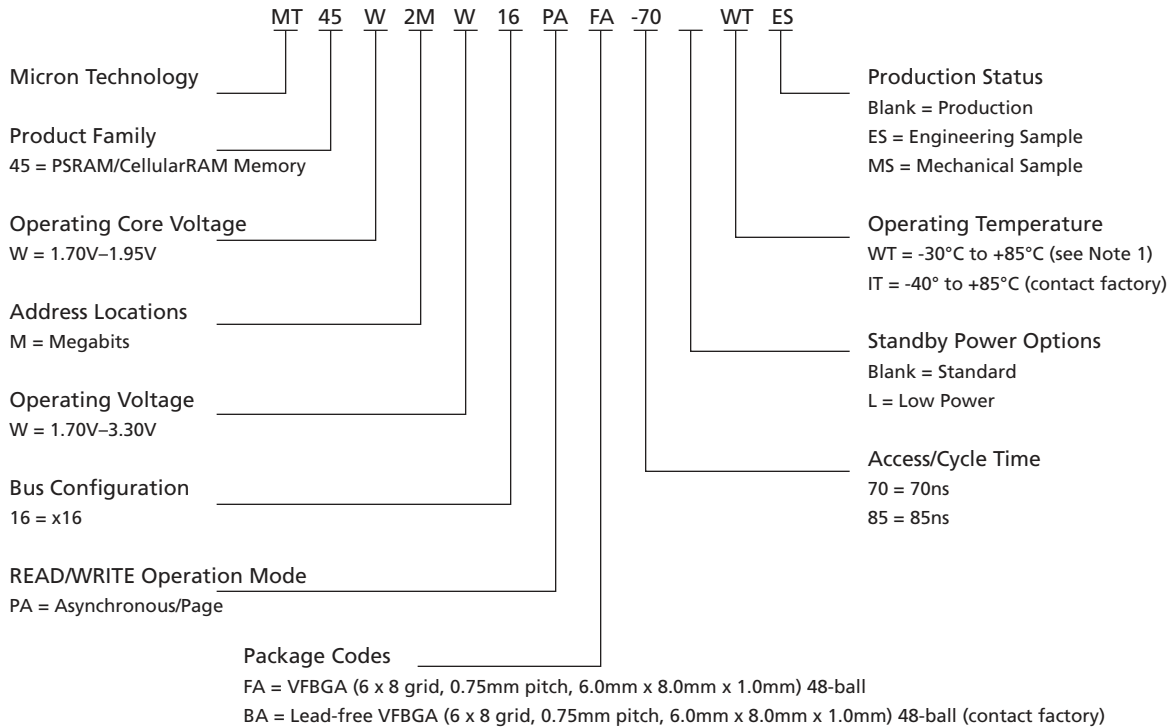 MT 45 W 2M W 16 PA FA -70 WT ES
Micron Technology
Product Family
45 = PSRAM/CellularRAM Memory
Operating Core Voltage
W = 1.70V–1.95V
Address Locations
M = Megabits
Operating Voltage
W = 1.70V–3.30V
Bus Configuration
16 = x16
READ/WRITE Operation Mode
PA = Asynchronous/Page
Package Codes
FA = VFBGA (6 x 8 grid, 0.75mm pitch, 6.0mm x 8.0mm x 1.0mm) 48-ball
BA = Lead-free VFBGA (6 x 8 grid, 0.75mm pitch, 6.0mm x 8.0mm x 1.0mm) 48-ball (contact factory)
Production Status
Blank = Production
ES = Engineering Sample
MS = Mechanical Sample
Operating Temperature
WT = -30°C to +85°C (see Note 1)
IT = -40° to +85°C (contact factory)
Standby Power Options
Blank = Standard
L = Low Power
Access/Cycle Time
70 = 70ns
85 = 85ns